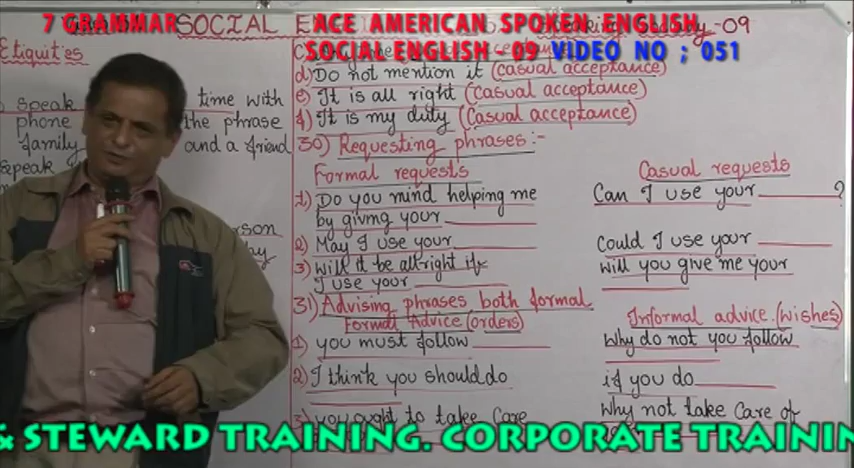 7 GRAMMAR
ACE AMERICAN SPOKEN ENGLISH
SOCIAL ENGLISH - 09 VIDEO NO ; 051
SOCIAL
-09
Etiquites
speak time with
phone the phrase
family and a friend
speak
d) Do not mention it (casual acceptance)
e) It is all right (casual acceptance)
f) It is my duty (casual acceptance)
30) Requesting phrases:-
Formal requests
1) Do you mind helping me
by giving your
2) May I use your
3) Will it be allright if
I use your
Casual requests
Can I use your ?
Could I use your
will you give me your
31) Advising phrases both formal
Formal Advice (orders)
1) you must follow
2) I think you should do
3) you ought to take care
Informal advice (wishes)
Why do not you follow
if you do
Why not take care of
& STEWARD TRAINING. CORPORATE TRAININ